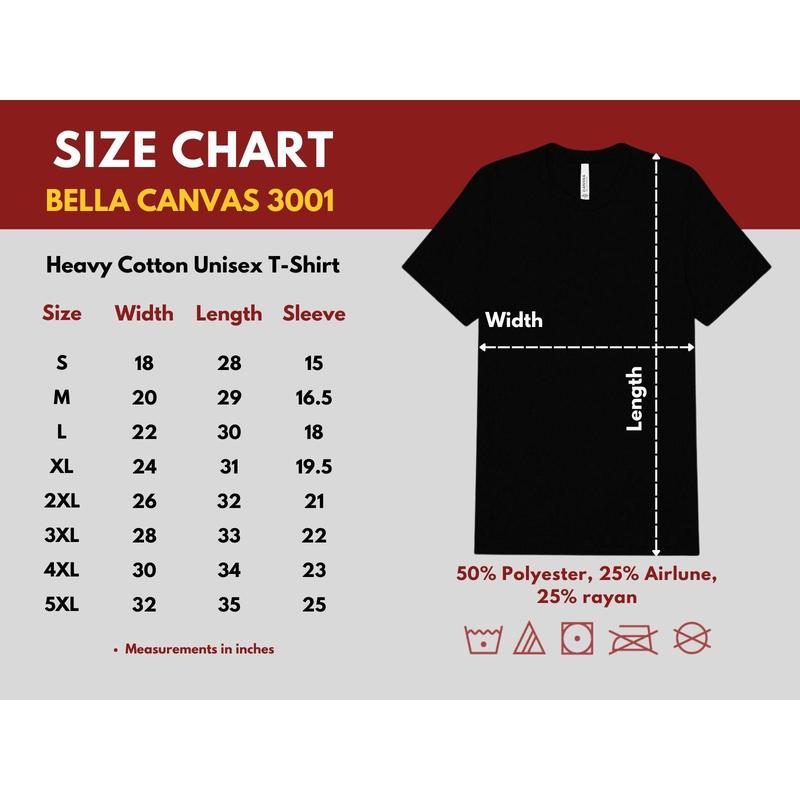 SIZE CHART
BELLA CANVAS 3001
Heavy Cotton Unisex T-Shirt
Size Width Length Sleeve
S 18 28 15
M 20 29 16.5
L 22 30 18
XL 24 31 19.5
2XL 26 32 21
3XL 28 33 22
4XL 30 34 23
5XL 32 35 25
• Measurements in inches
Width
Length
50% Polyester, 25% Airlune,
25% rayan